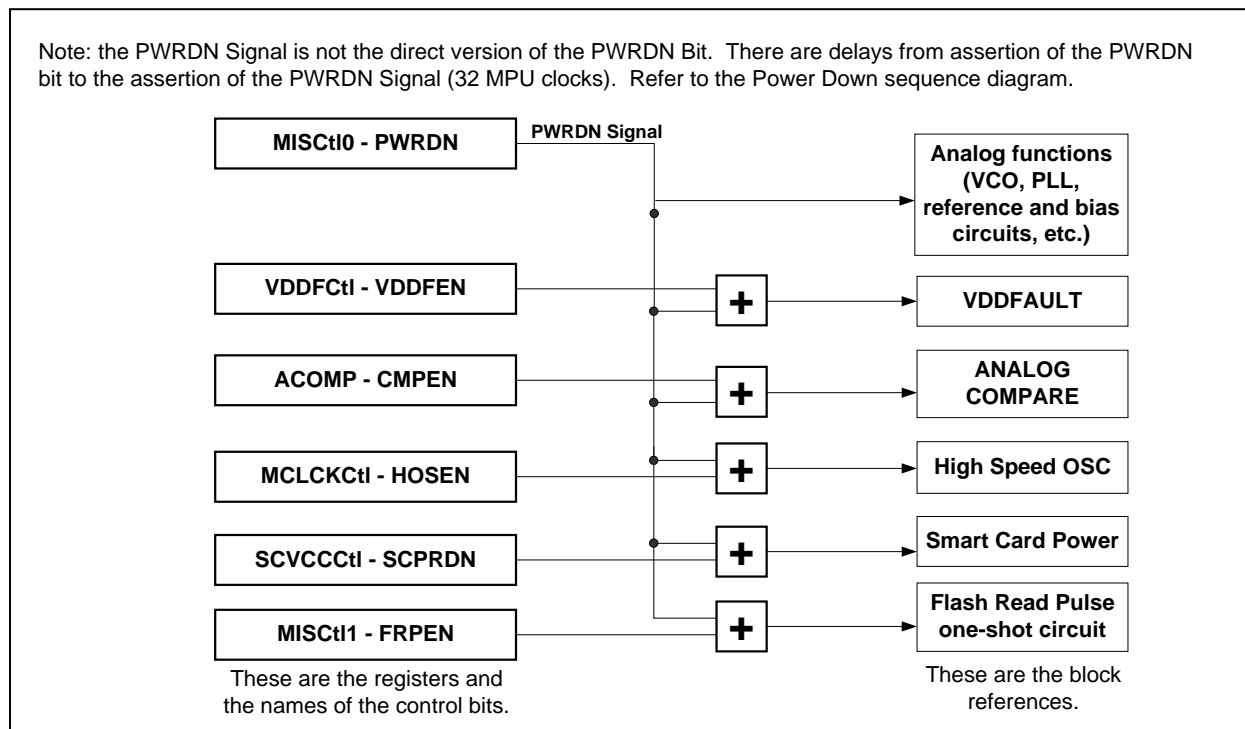 Note: the PWRDN Signal is not the direct version of the PWRDN Bit. There are delays from assertion of the PWRDN
bit to the assertion of the PWRDN Signal (32 MPU clocks). Refer to the Power Down sequence diagram.
MISCtl0 - PWRDN
PWRDN Signal
Analog functions
(VCO, PLL,
reference and bias
circuits, etc.)
VDDFCtl - VDDFEN
+
VDDFAULT
ACOMP - CMPEN
+
ANALOG
COMPARE
MCLCKCtl - HOSEN
+
High Speed OSC
SCVCCCtl - SCPRDN
+
Smart Card Power
MISCtl1 - FRPEN
+
Flash Read Pulse
one-shot circuit
These are the registers and
the names of the control bits.
These are the block
references.